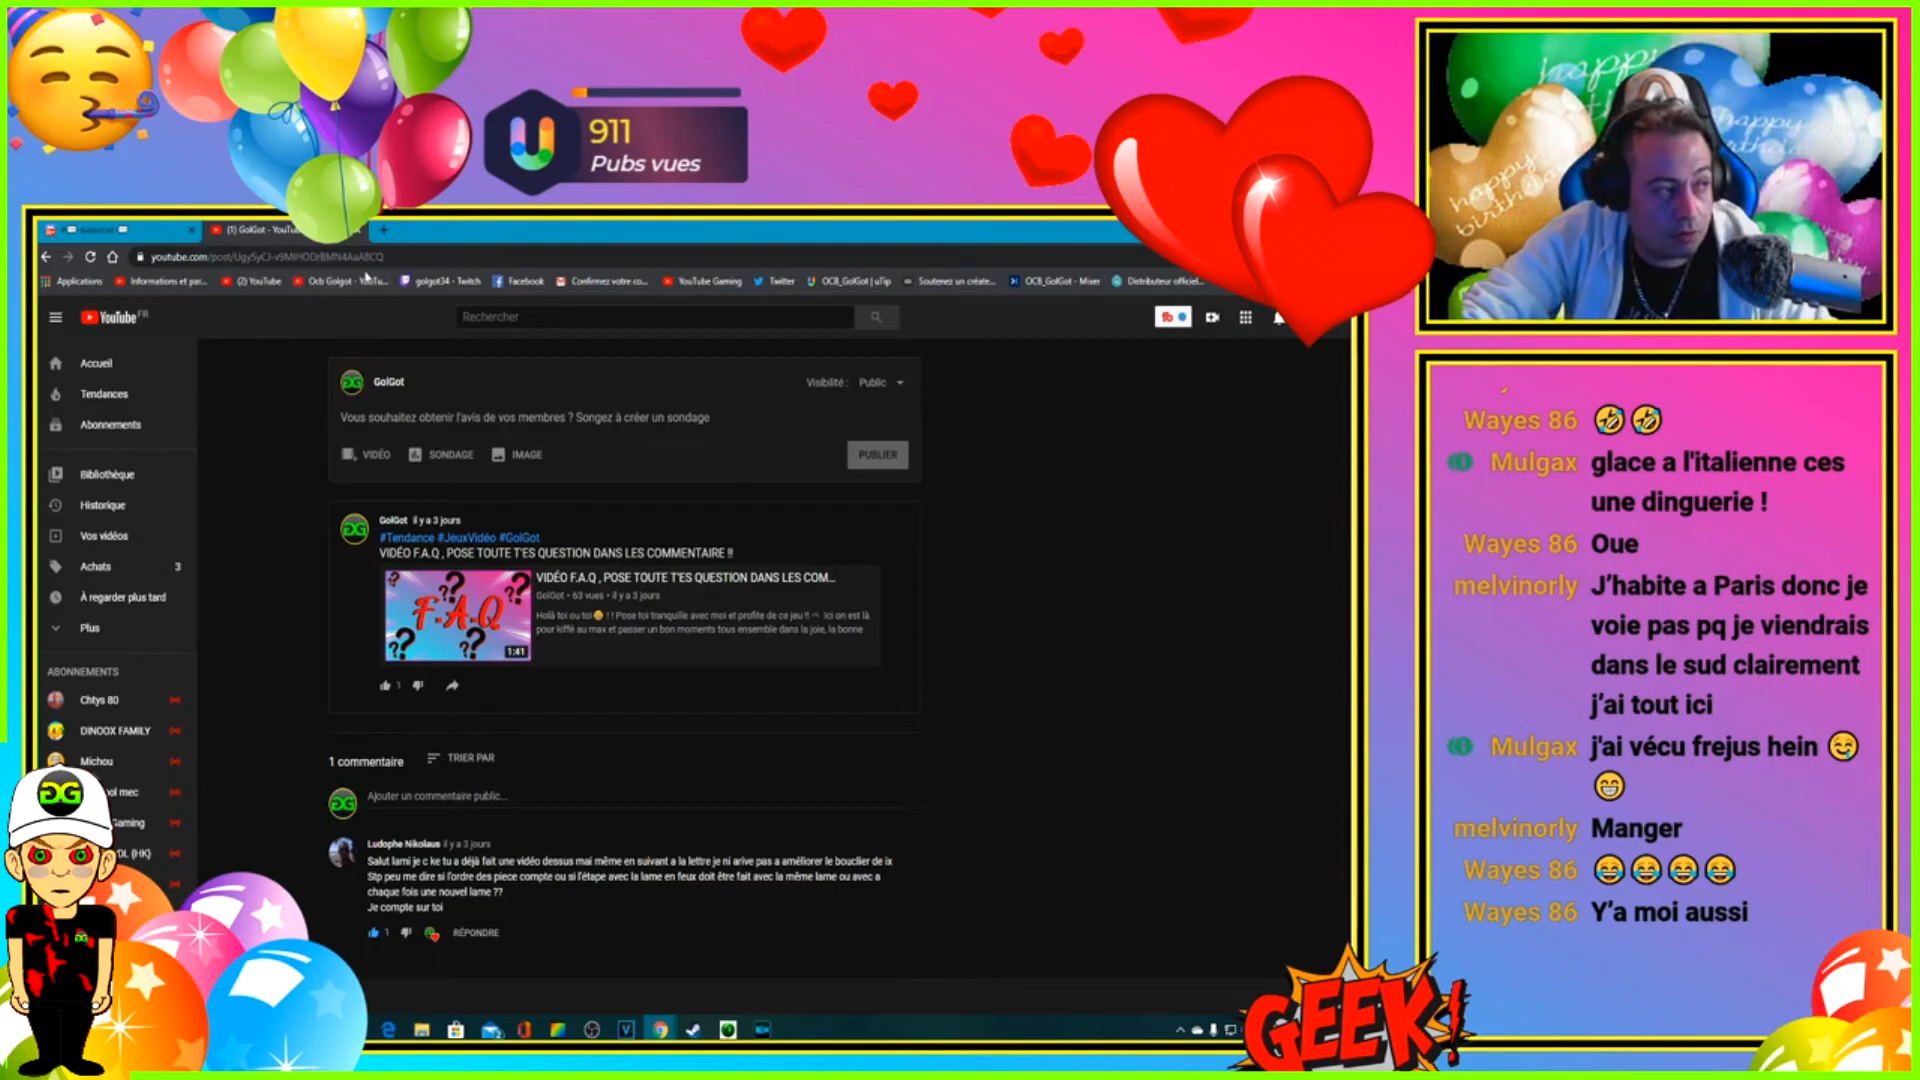 911
Pubs vues
happy
happy
birthday
happy
birthday
General
(1) GolGot - YouTu
youtube.com/post/UgySyCJ-v9MIHODrBMN4AaABCQ
Applications
Informations et par...
(2) YouTube
Ocb Golgot - YouTu...
golgot34 - Twitch
Facebook
Confirmez votre co...
YouTube Gaming
Twitter
OCB_GolGot | uTip
Soutenez un créate...
OCB_GolGot - Mixer
Distributeur officiel...
YouTube FR
Rechercher
Accueil
Tendances
Abonnements
Bibliothèque
Historique
Vos vidéos
Achats 3
À regarder plus tard
Plus
ABONNEMENTS
Chtys 80
DINOOX FAMILY
Michou
ool mec
Gaming
(HK)
GolGot
Visibilité : Public
Vous souhaitez obtenir l'avis de vos membres ? Songez à créer un sondage
VIDÉO SONDAGE IMAGE
PUBLIER
GolGot il y a 3 jours
#Tendance #JeuxVidéo #GolGot
VIDÉO F.A.Q , POSE TOUTE T'ES QUESTION DANS LES COMMENTAIRE !!
F.A.Q
1:41
VIDÉO F.A.Q , POSE TOUTE T'ES QUESTION DANS LES COM...
GolGot • 63 vues • il y a 3 jours
Holà toi ou toi😀 ! ! Pose toi tranquille avec moi et profite de ce jeu !! ... Ici on est là
pour kiffé au max et passer un bon moments tous ensemble dans la joie, la bonne
1
1 commentaire
TRIER PAR
Ajouter un commentaire public...
Ludophe Nikolaus il y a 3 jours
Salut lami je c ke tu a déjà fait une vidéo dessus mai même en suivant a la lettre je ni arive pas a améliorer le bouclier de ix
Stp peu me dire si l'ordre des piece compte ou si l'étape avec la lame en feux doit être fait avec la même lame ou avec a
chaque fois une nouvel lame ??
Je compte sur toi
1
RÉPONDRE
Wayes 86 🤣🤣
Mulgax glace a l'italienne ces
une dinguerie !
Wayes 86 Oue
melvinorly J’habite a Paris donc je
voie pas pq je viendrais
dans le sud clairement
j’ai tout ici
Mulgax j'ai vécu frejus hein 🤤
😁
melvinorly Manger
Wayes 86 😂😂😂😂
Wayes 86 Y’a moi aussi
GG
GEEK!